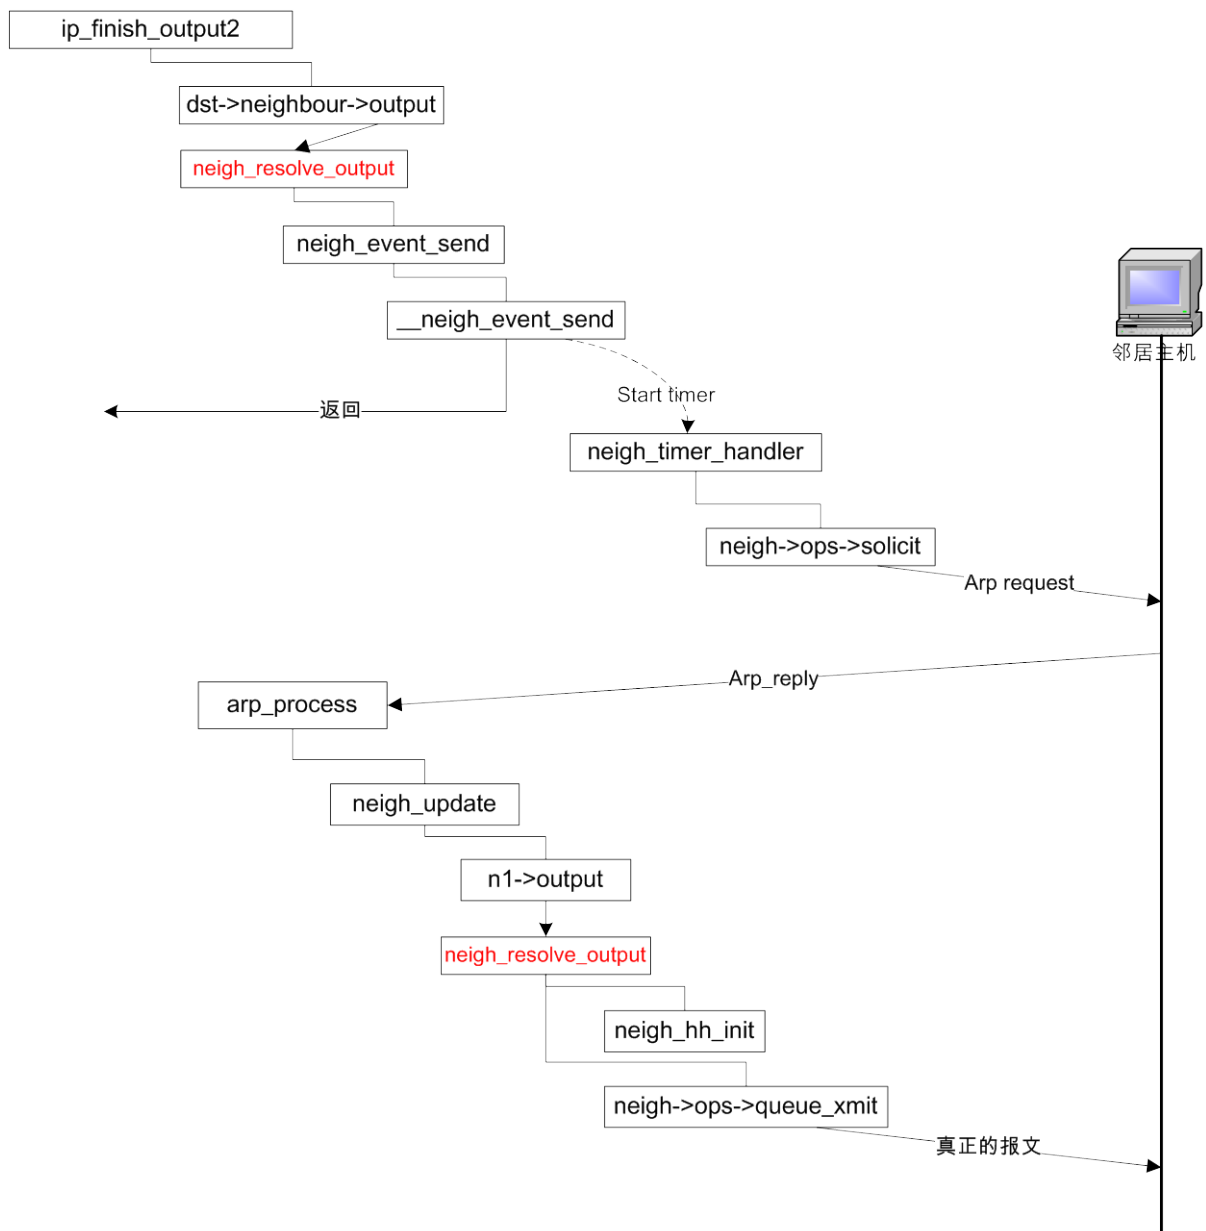 ip_finish_output2
dst->neighbour->output
neigh_resolve_output
neigh_event_send
__neigh_event_send
邻居主机
Start timer
返回
neigh_timer_handler
neigh->ops->solicit
Arp request
Arp_reply
arp_process
neigh_update
n1->output
neigh_resolve_output
neigh_hh_init
neigh->ops->queue_xmit
真正的报文